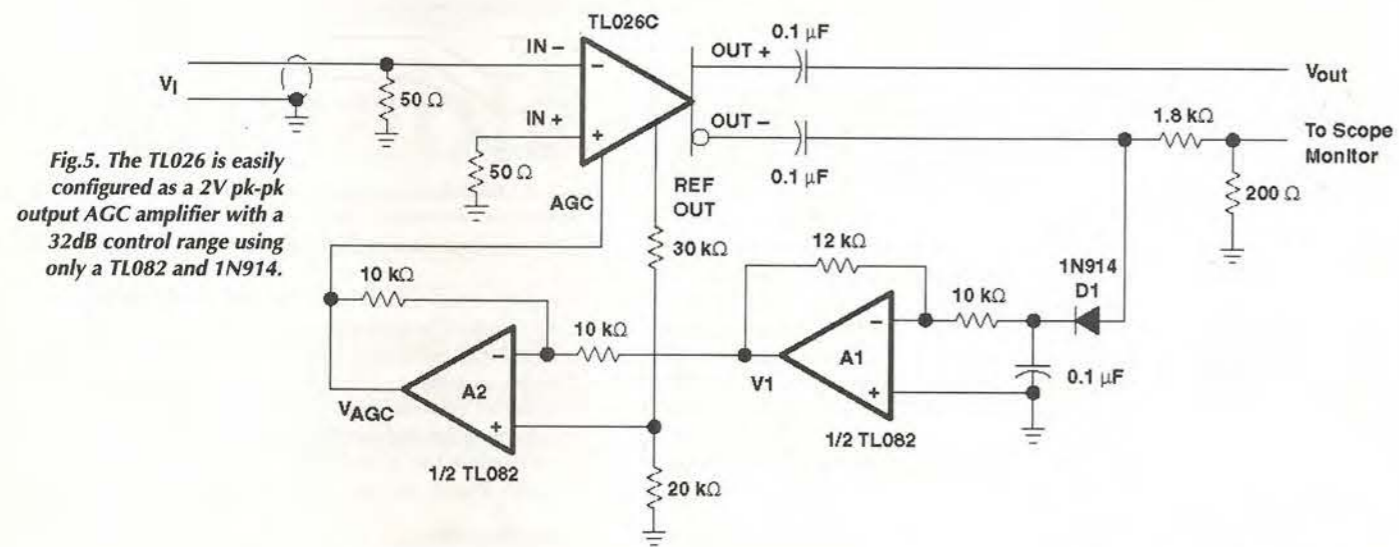 TL026C
0.1 µF
IN –
OUT +
Vout
VI
50 Ω
IN +
OUT –
1.8 kΩ
To Scope
Monitor
Fig.5. The TL026 is easily
configured as a 2V pk-pk
output AGC amplifier with a
32dB control range using
only a TL082 and 1N914.
50 Ω
0.1 µF
AGC
REF
OUT
200 Ω
30 kΩ
12 kΩ
1N914
D1
10 kΩ
10 kΩ
10 kΩ
–
A1
+
V1
0.1 µF
–
A2
+
VAGC
1/2 TL082
1/2 TL082
20 kΩ